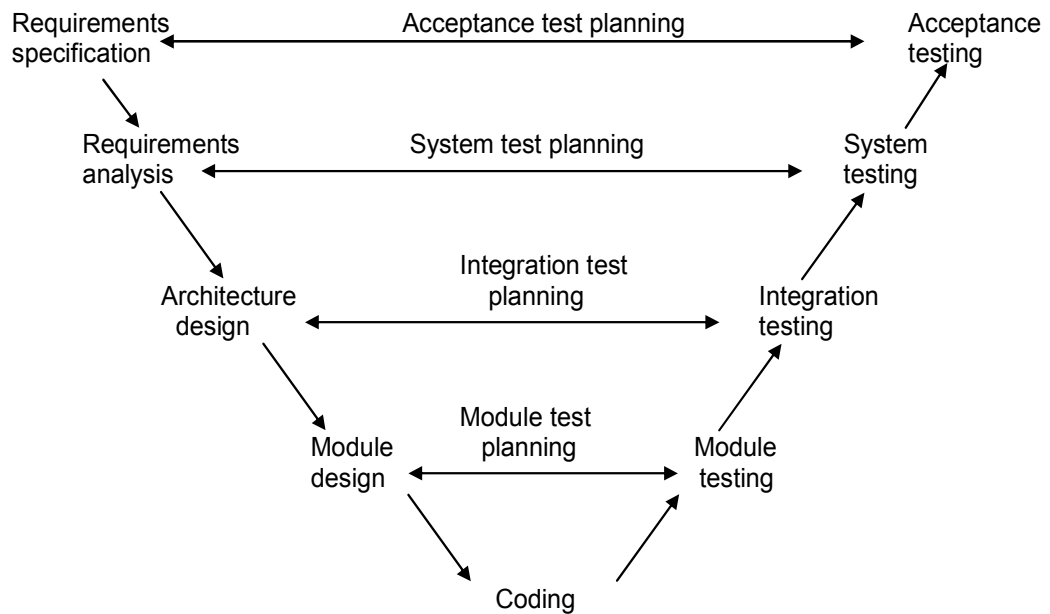 Requirements
specification
Acceptance test planning
Acceptance
testing
Requirements
analysis
System test planning
System
testing
Architecture
design
Integration test
planning
Integration
testing
Module
design
Module test
planning
Module
testing
Coding